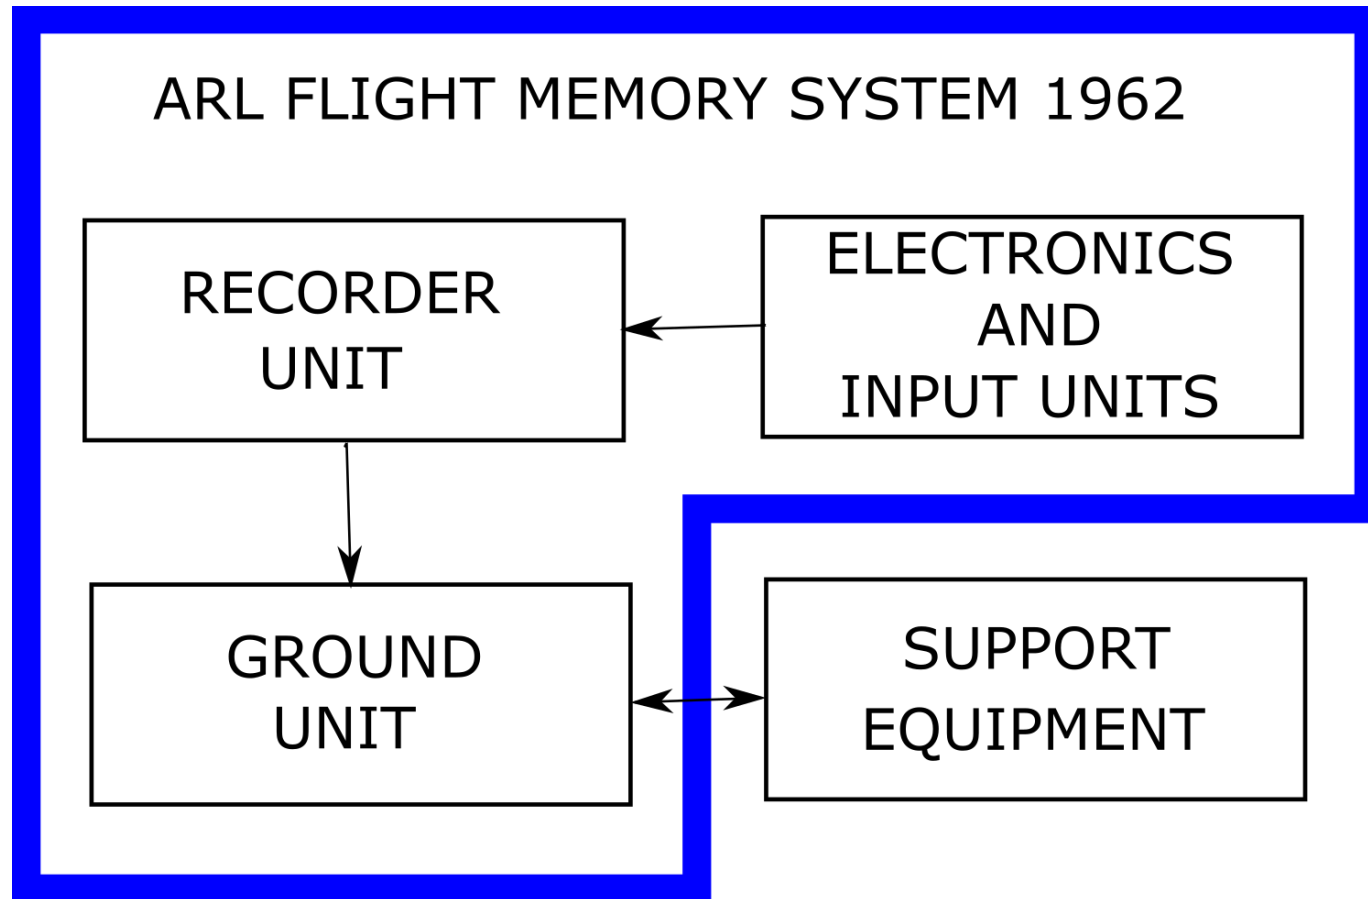 ARL FLIGHT MEMORY SYSTEM 1962
RECORDER
UNIT
ELECTRONICS
AND
INPUT UNITS
GROUND
UNIT
SUPPORT
EQUIPMENT